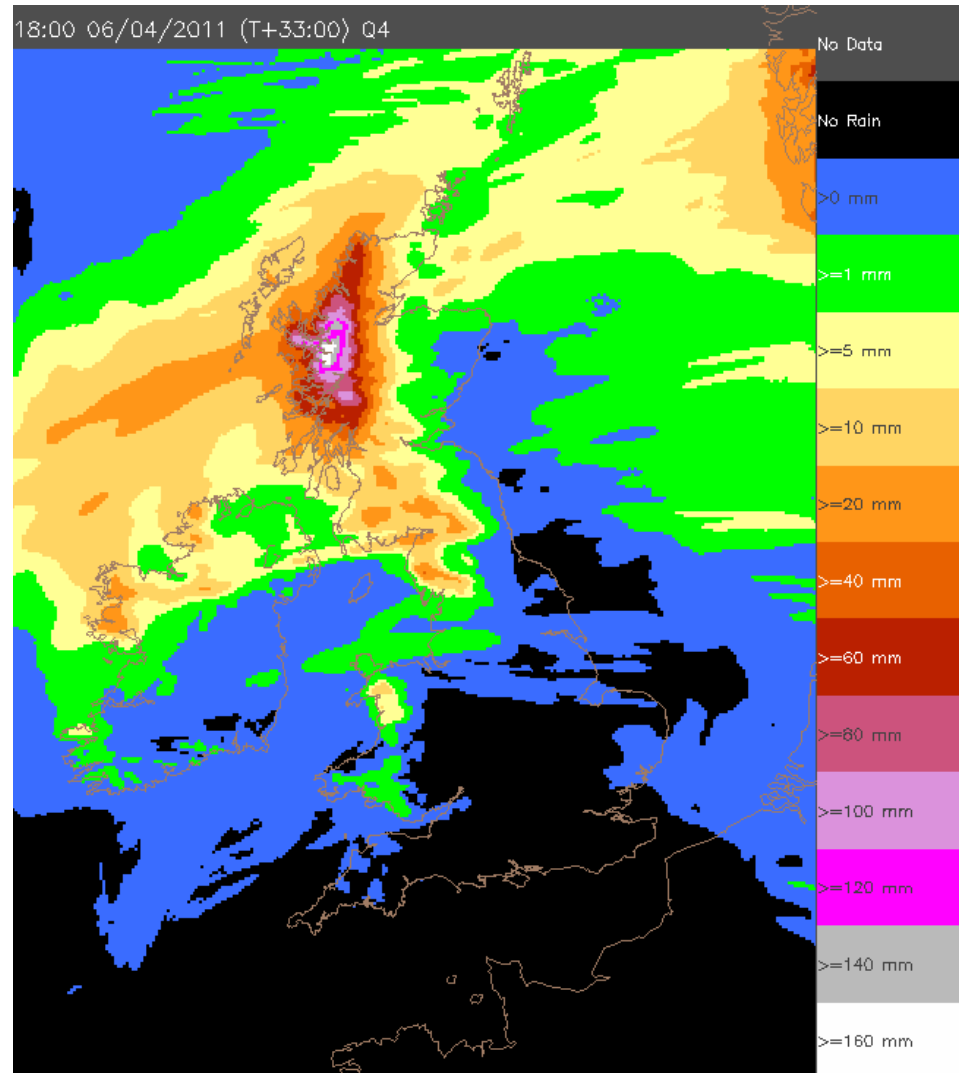 18:00 06/04/2011 (T+33:00) Q4
No Data
No Rain
>0 mm
>=1 mm
>=5 mm
>=10 mm
>=20 mm
>=40 mm
>=60 mm
>=80 mm
>=100 mm
>=120 mm
>=140 mm
>=160 mm